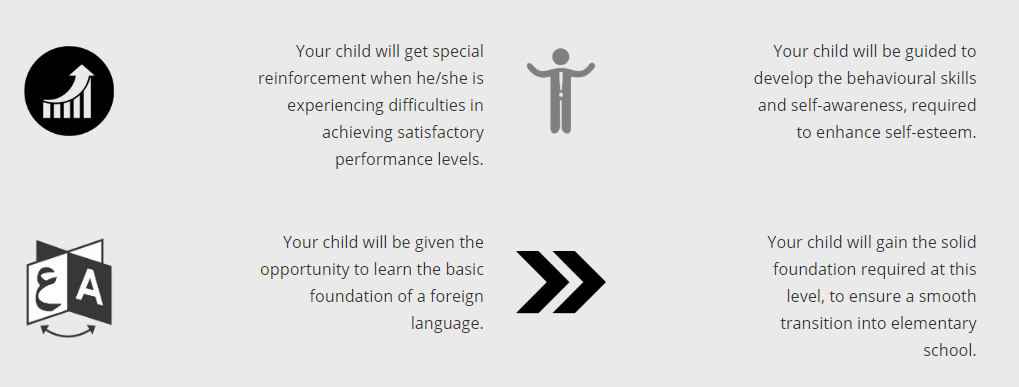 Your child will get special
reinforcement when he/she is
experiencing difficulties in
achieving satisfactory
performance levels.
Your child will be guided to
develop the behavioural skills
and self-awareness, required
to enhance self-esteem.
ع A
Your child will be given the
opportunity to learn the basic
foundation of a foreign
language.
Your child will gain the solid
foundation required at this
level, to ensure a smooth
transition into elementary
school.